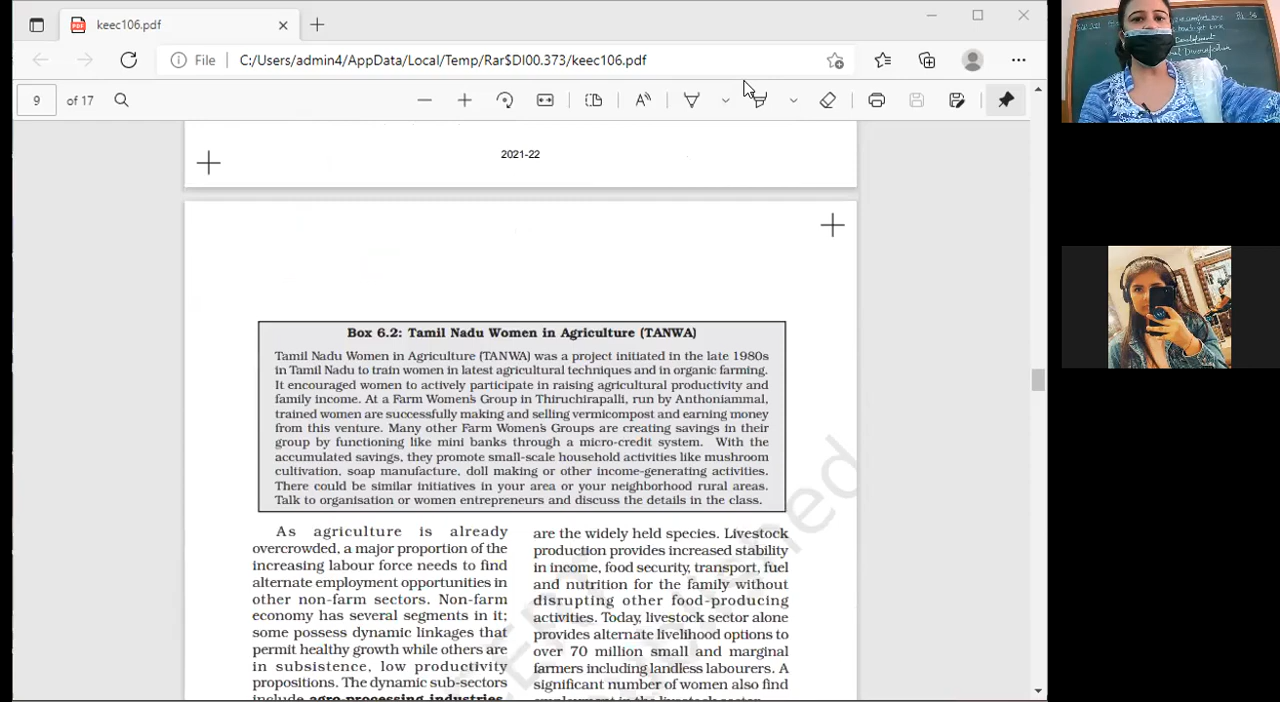 keec106.pdf
File C:/Users/admin4/AppData/Local/Temp/Rar$DI00.373/keec106.pdf
9 of 17
2021-22
Box 6.2: Tamil Nadu Women in Agriculture (TANWA)
Tamil Nadu Women in Agriculture (TANWA) was a project initiated in the late 1980s
in Tamil Nadu to train women in latest agricultural techniques and in organic farming.
It encouraged women to actively participate in raising agricultural productivity and
family income. At a Farm Women's Group in Thiruchirapalli, run by Anthoniammal,
trained women are successfully making and selling vermicompost and earning money
from this venture. Many other Farm Women's Groups are creating savings in their
group by functioning like mini banks through a micro-credit system. With the
accumulated savings, they promote small-scale household activities like mushroom
cultivation, soap manufacture, doll making or other income-generating activities.
There could be similar initiatives in your area or your neighborhood rural areas.
Talk to organisation or women entrepreneurs and discuss the details in the class.
As agriculture is already
overcrowded, a major proportion of the
increasing labour force needs to find
alternate employment opportunities in
other non-farm sectors. Non-farm
economy has several segments in it;
some possess dynamic linkages that
permit healthy growth while others are
in subsistence, low productivity
propositions. The dynamic sub-sectors
include agro-processing industries,
are the widely held species. Livestock
production provides increased stability
in income, food security, transport, fuel
and nutrition for the family without
disrupting other food-producing
activities. Today, livestock sector alone
provides alternate livelihood options to
over 70 million small and marginal
farmers including landless labourers. A
significant number of women also find
employment in the livestock sector.
Development